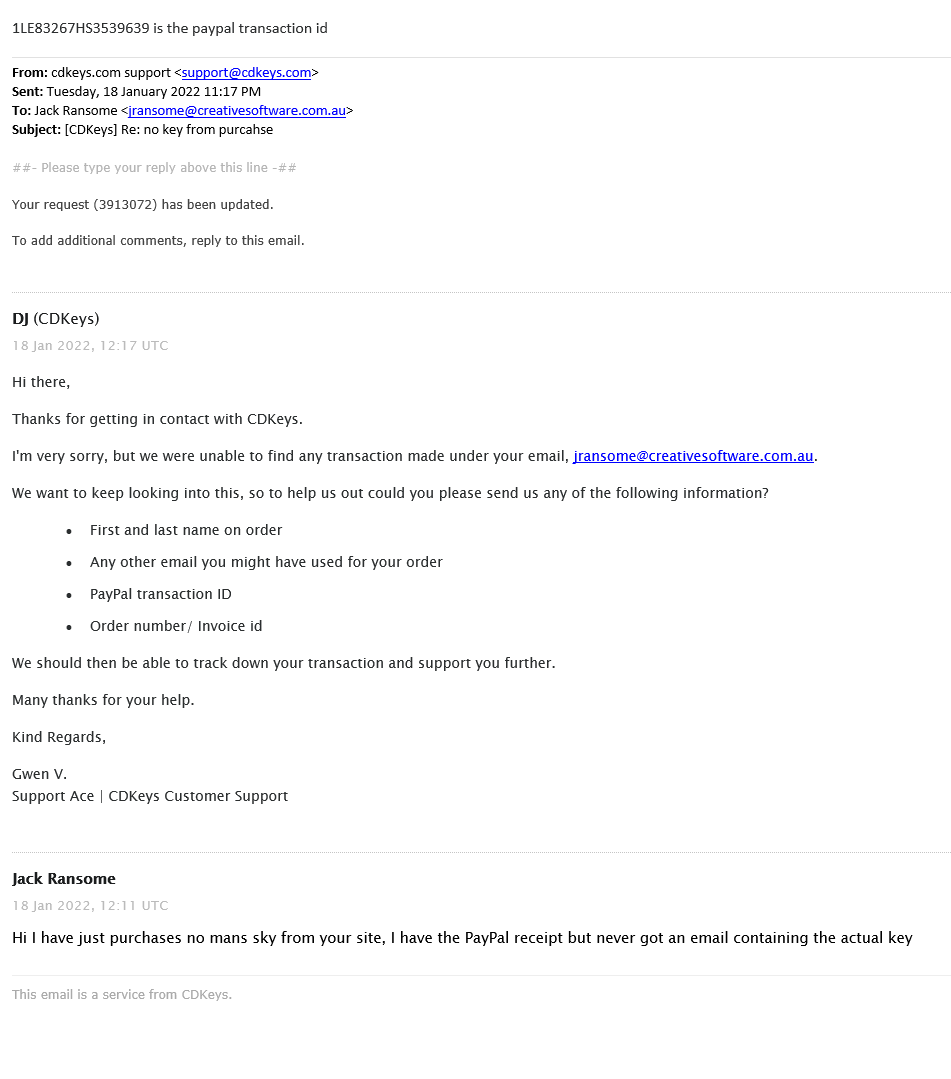 1LE83267HS3539639 is the paypal transaction id
From: cdkeys.com support <support@cdkeys.com>
Sent: Tuesday, 18 January 2022 11:17 PM
To: Jack Ransome <jransome@creativesoftware.com.au>
Subject: [CDKeys] Re: no key from purcahse
##- Please type your reply above this line -##
Your request (3913072) has been updated.
To add additional comments, reply to this email.
DJ (CDKeys)
18 Jan 2022, 12:17 UTC
Hi there,
Thanks for getting in contact with CDKeys.
I'm very sorry, but we were unable to find any transaction made under your email, jransome@creativesoftware.com.au.
We want to keep looking into this, so to help us out could you please send us any of the following information?
• First and last name on order
• Any other email you might have used for your order
• PayPal transaction ID
• Order number/ Invoice id
We should then be able to track down your transaction and support you further.
Many thanks for your help.
Kind Regards,
Gwen V.
Support Ace | CDKeys Customer Support
Jack Ransome
18 Jan 2022, 12:11 UTC
Hi I have just purchases no mans sky from your site, I have the PayPal receipt but never got an email containing the actual key
This email is a service from CDKeys.